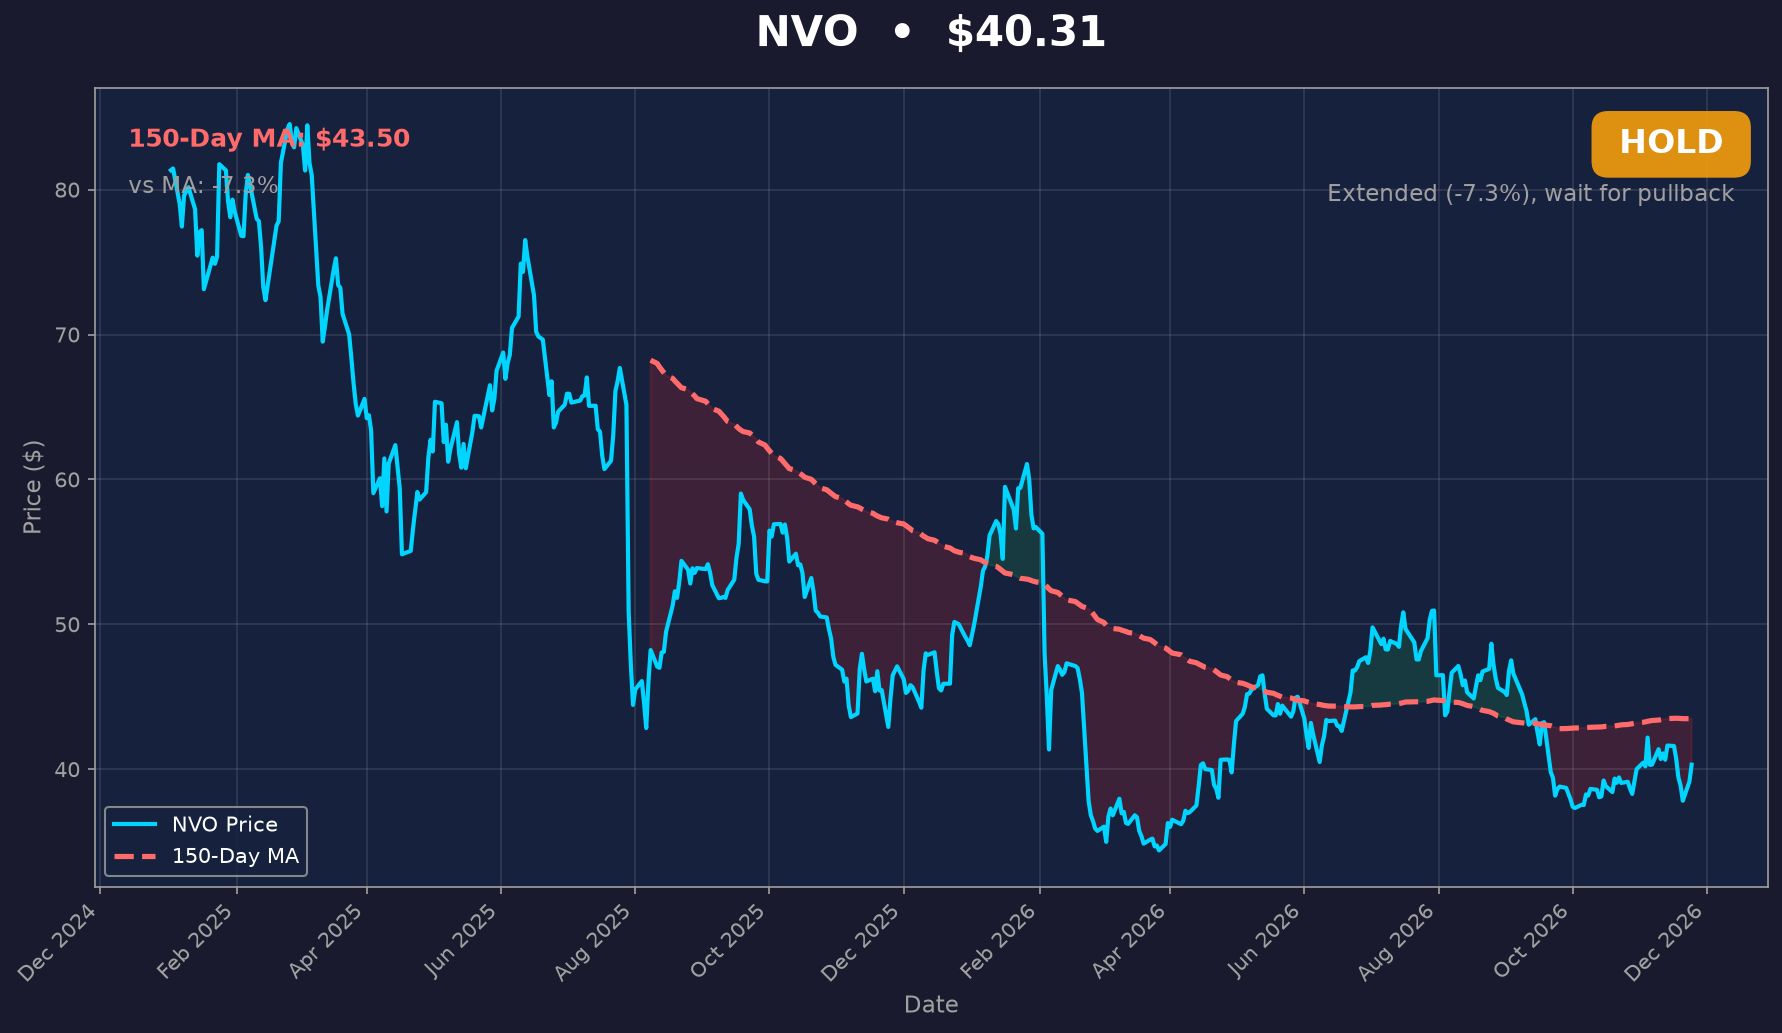 NVO • $40.31
150-Day MA: $43.50
vs MA: -7.3%
HOLD
Extended (-7.3%), wait for pullback
Price ($)
80
70
60
50
40
NVO Price
150-Day MA
Dec 2024
Feb 2025
Apr 2025
Jun 2025
Aug 2025
Oct 2025
Dec 2025
Feb 2026
Apr 2026
Jun 2026
Aug 2026
Oct 2026
Dec 2026
Date